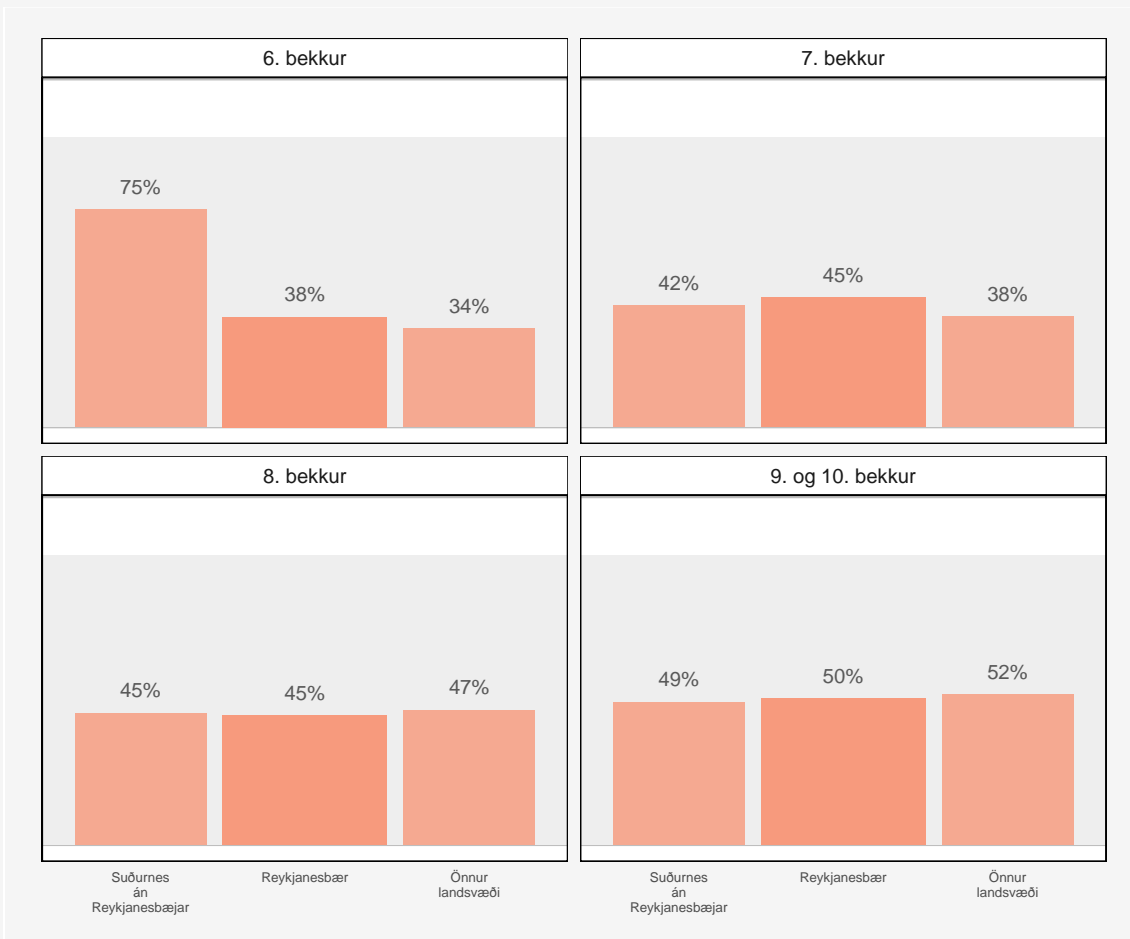 6. bekkur
75%
38%
34%
7. bekkur
42%
45%
38%
8. bekkur
45%
45%
47%
Suðurnes
án
Reykjanesbæjar
Reykjanesbær
Önnur
landsvæði
9. og 10. bekkur
49%
50%
52%
Suðurnes
án
Reykjanesbæjar
Reykjanesbær
Önnur
landsvæði